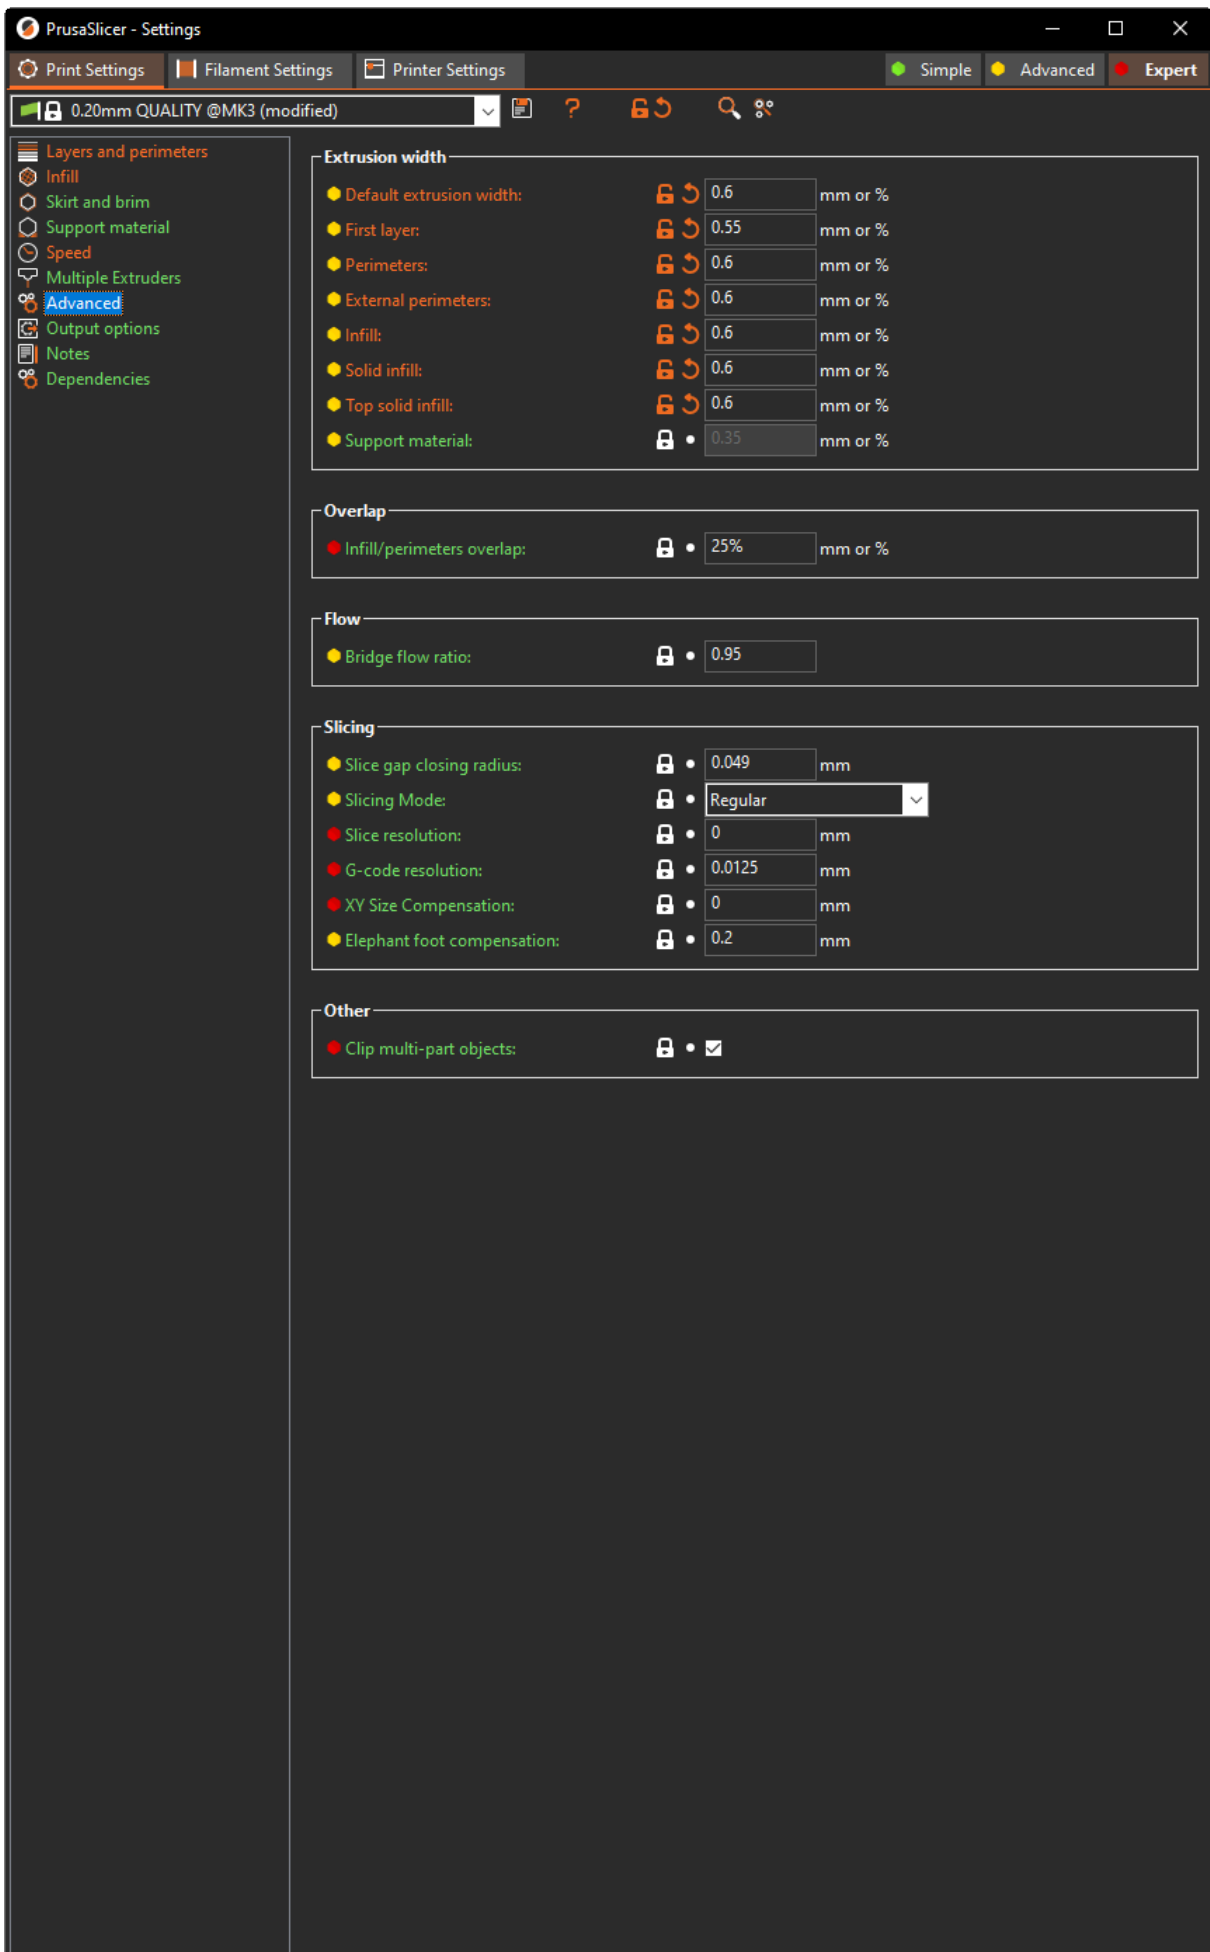 PrusaSlicer - Settings
Print Settings Filament Settings Printer Settings Simple Advanced Expert
0.20mm QUALITY @MK3 (modified) ?
Layers and perimeters
Infill
Skirt and brim
Support material
Speed
Multiple Extruders
Advanced
Output options
Notes
Dependencies
Extrusion width
Default extrusion width: 0.6 mm or %
First layer: 0.55 mm or %
Perimeters: 0.6 mm or %
External perimeters: 0.6 mm or %
Infill: 0.6 mm or %
Solid infill: 0.6 mm or %
Top solid infill: 0.6 mm or %
Support material: 0.35 mm or %
Overlap
Infill/perimeters overlap: 25% mm or %
Flow
Bridge flow ratio: 0.95
Slicing
Slice gap closing radius: 0.049 mm
Slicing Mode: Regular
Slice resolution: 0 mm
G-code resolution: 0.0125 mm
XY Size Compensation: 0 mm
Elephant foot compensation: 0.2 mm
Other
Clip multi-part objects: